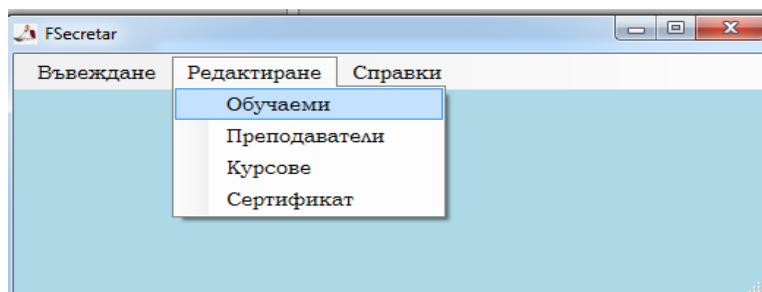 FSecretar
Въвеждане Редактиране Справки
Обучаеми
Преподаватели
Курсове
Сертификат